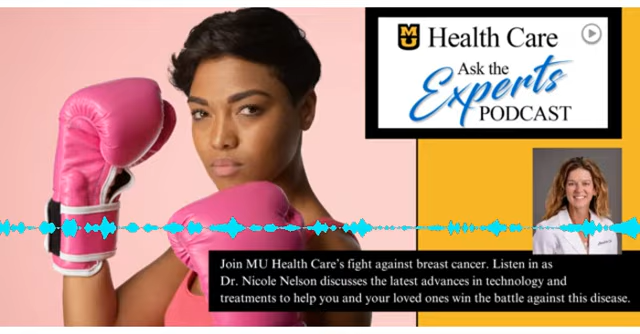 MU Health Care
Ask the
Experts
PODCAST
Join MU Health Care's fight against breast cancer. Listen in as
Dr. Nicole Nelson discusses the latest advances in technology and
treatments to help you and your loved ones win the battle against this disease.